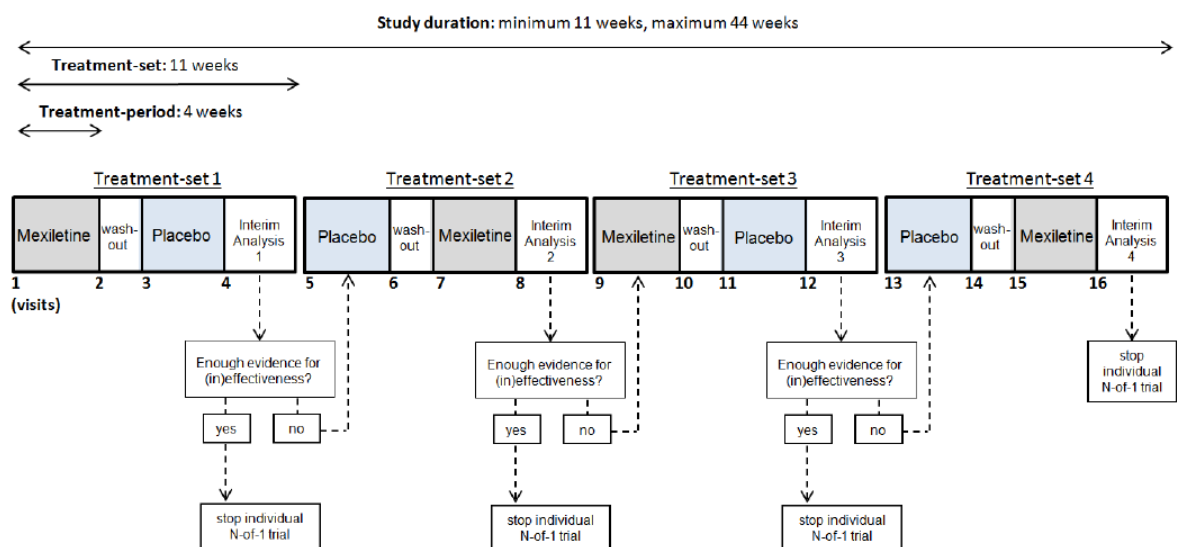 Study duration: minimum 11 weeks, maximum 44 weeks
Treatment-set: 11 weeks
Treatment-period: 4 weeks
Treatment-set 1
Treatment-set 2
Treatment-set 3
Treatment-set 4
Mexiletine
wash-
out
Placebo
Interim
Analysis
1
Placebo
wash-
out
Mexiletine
Interim
Analysis
2
Mexiletine
wash-
out
Placebo
Interim
Analysis
3
Placebo
wash-
out
Mexiletine
Interim
Analysis
4
1 2 3 4 5 6 7 8 9 10 11 12 13 14 15 16
(visits)
Enough evidence for
(in)effectiveness?
yes
no
stop individual
N-of-1 trial
Enough evidence for
(in)effectiveness?
yes
no
stop individual
N-of-1 trial
Enough evidence for
(in)effectiveness?
yes
no
stop individual
N-of-1 trial
stop
individual
N-of-1 trial